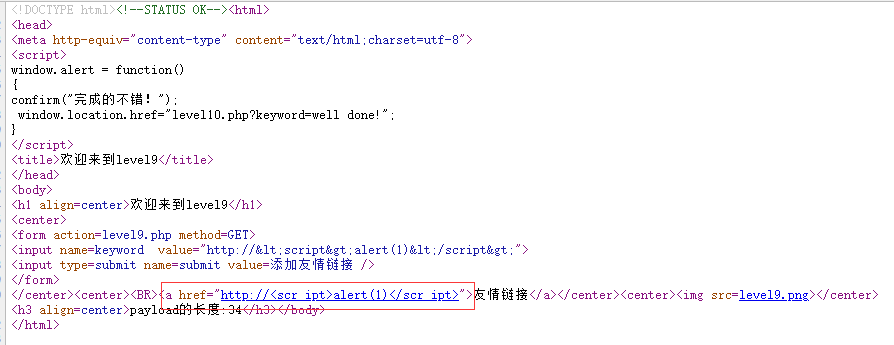 <!DOCTYPE html><!--STATUS OK--><html>
<head>
<meta http-equiv="content-type" content="text/html;charset=utf-8">
<script>
window.alert = function()
{
confirm("完成的不错！");
 window.location.href="level10.php?keyword=well done!";
}
</script>
<title>欢迎来到level9</title>
</head>
<body>
<h1 align=center>欢迎来到level9</h1>
<center>
<form action=level9.php method=GET>
<input name=keyword  value="http://&lt;script&gt;alert(1)&lt;/script&gt;">
<input type=submit name=submit value=添加友情链接 />
</form>
</center><center><BR><a href="http://<scr_ipt>alert(1)</scr_ipt>">友情链接</a></center><center><img src=level9.png></center>
<h3 align=center>payload的长度:34</h3></body>
</html>